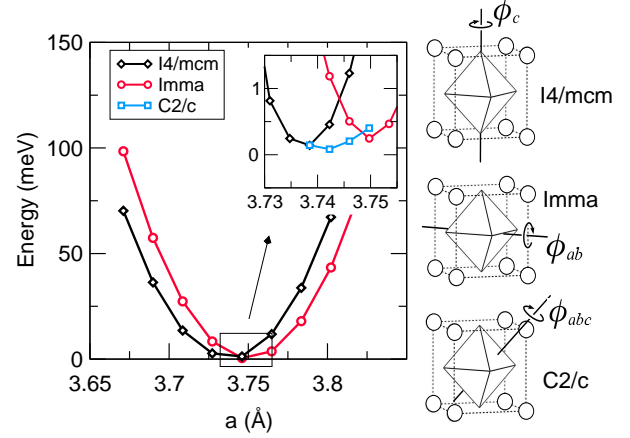 150
100
50
0
Energy (meV)
3.65
3.7
3.75
3.8
a (Å)
I4/mcm
Imma
C2/c
1
0
3.73
3.74
3.75
ϕc
I4/mcm
Imma
ϕab
ϕabc
C2/c